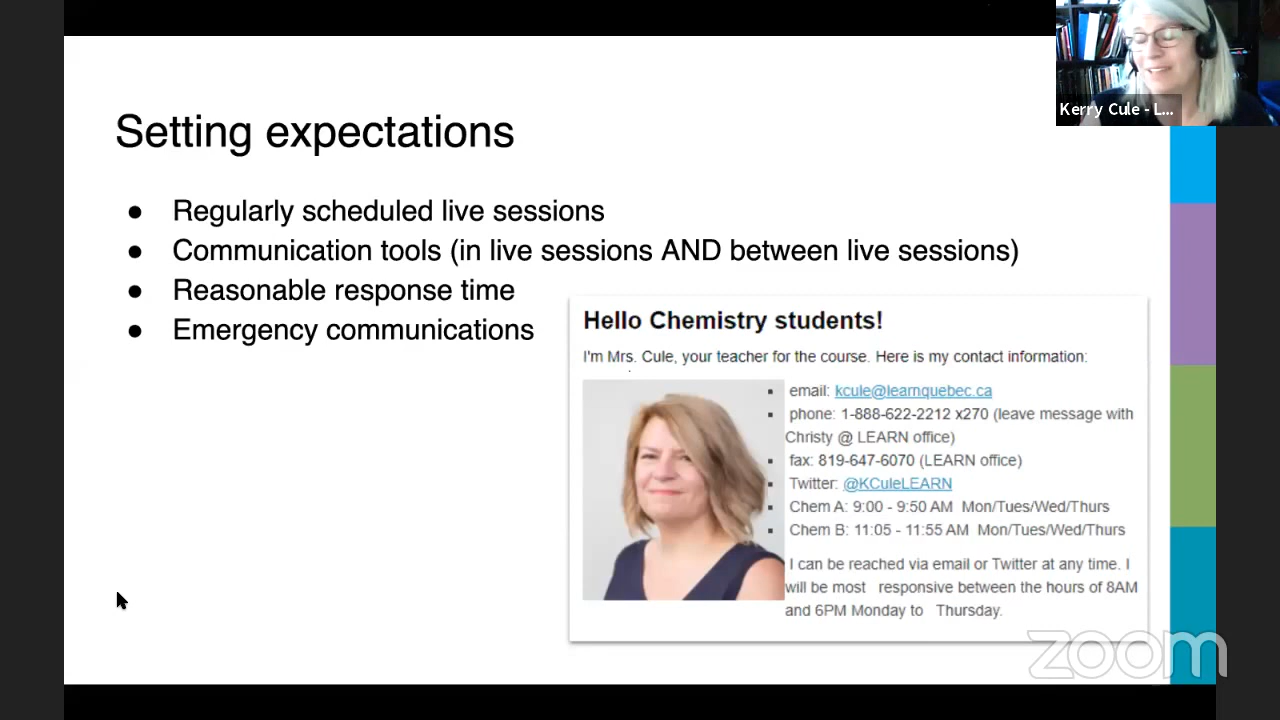 Kerry Cule - L...
Setting expectations
● Regularly scheduled live sessions
● Communication tools (in live sessions AND between live sessions)
● Reasonable response time
● Emergency communications
Hello Chemistry students!
I'm Mrs. Cule, your teacher for the course. Here is my contact information:
▪ email: kcule@learnquebec.ca
▪ phone: 1-888-622-2212 x270 (leave message with
Christy @ LEARN office)
▪ fax: 819-647-6070 (LEARN office)
▪ Twitter: @KCuleLEARN
▪ Chem A: 9:00 - 9:50 AM Mon/Tues/Wed/Thurs
▪ Chem B: 11:05 - 11:55 AM Mon/Tues/Wed/Thurs
I can be reached via email or Twitter at any time. I
will be most responsive between the hours of 8AM
and 6PM Monday to Thursday.
zoom